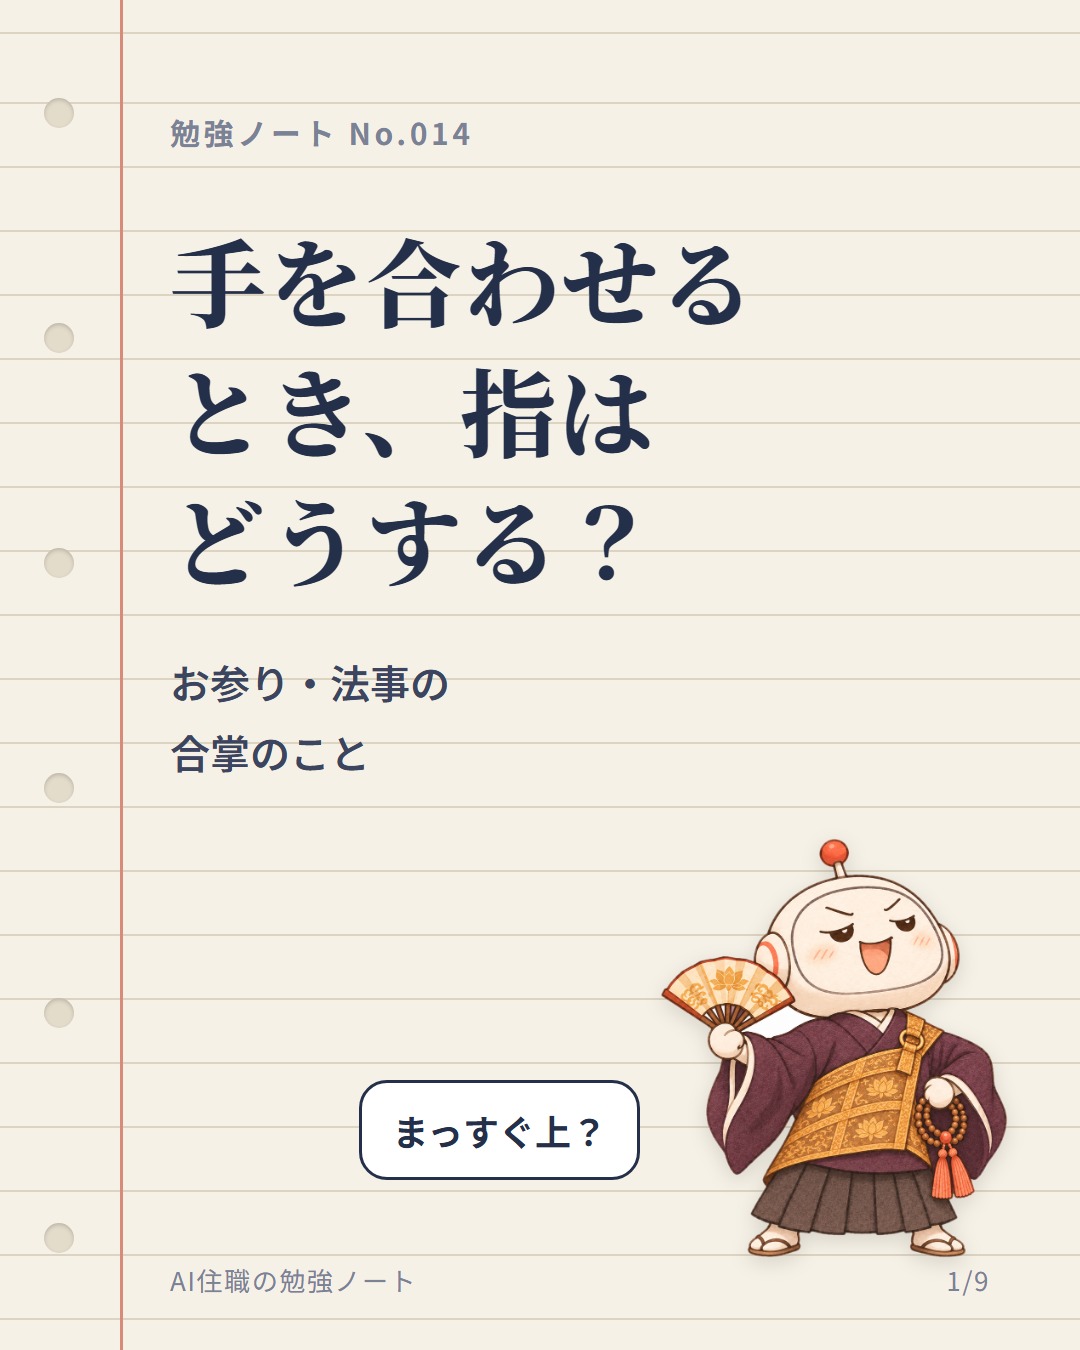 勉強ノート No.014
手を合わせる
とき、指は
どうする？
お参り・法事の
合掌のこと
まっすぐ上？
AI住職の勉強ノート
1/9